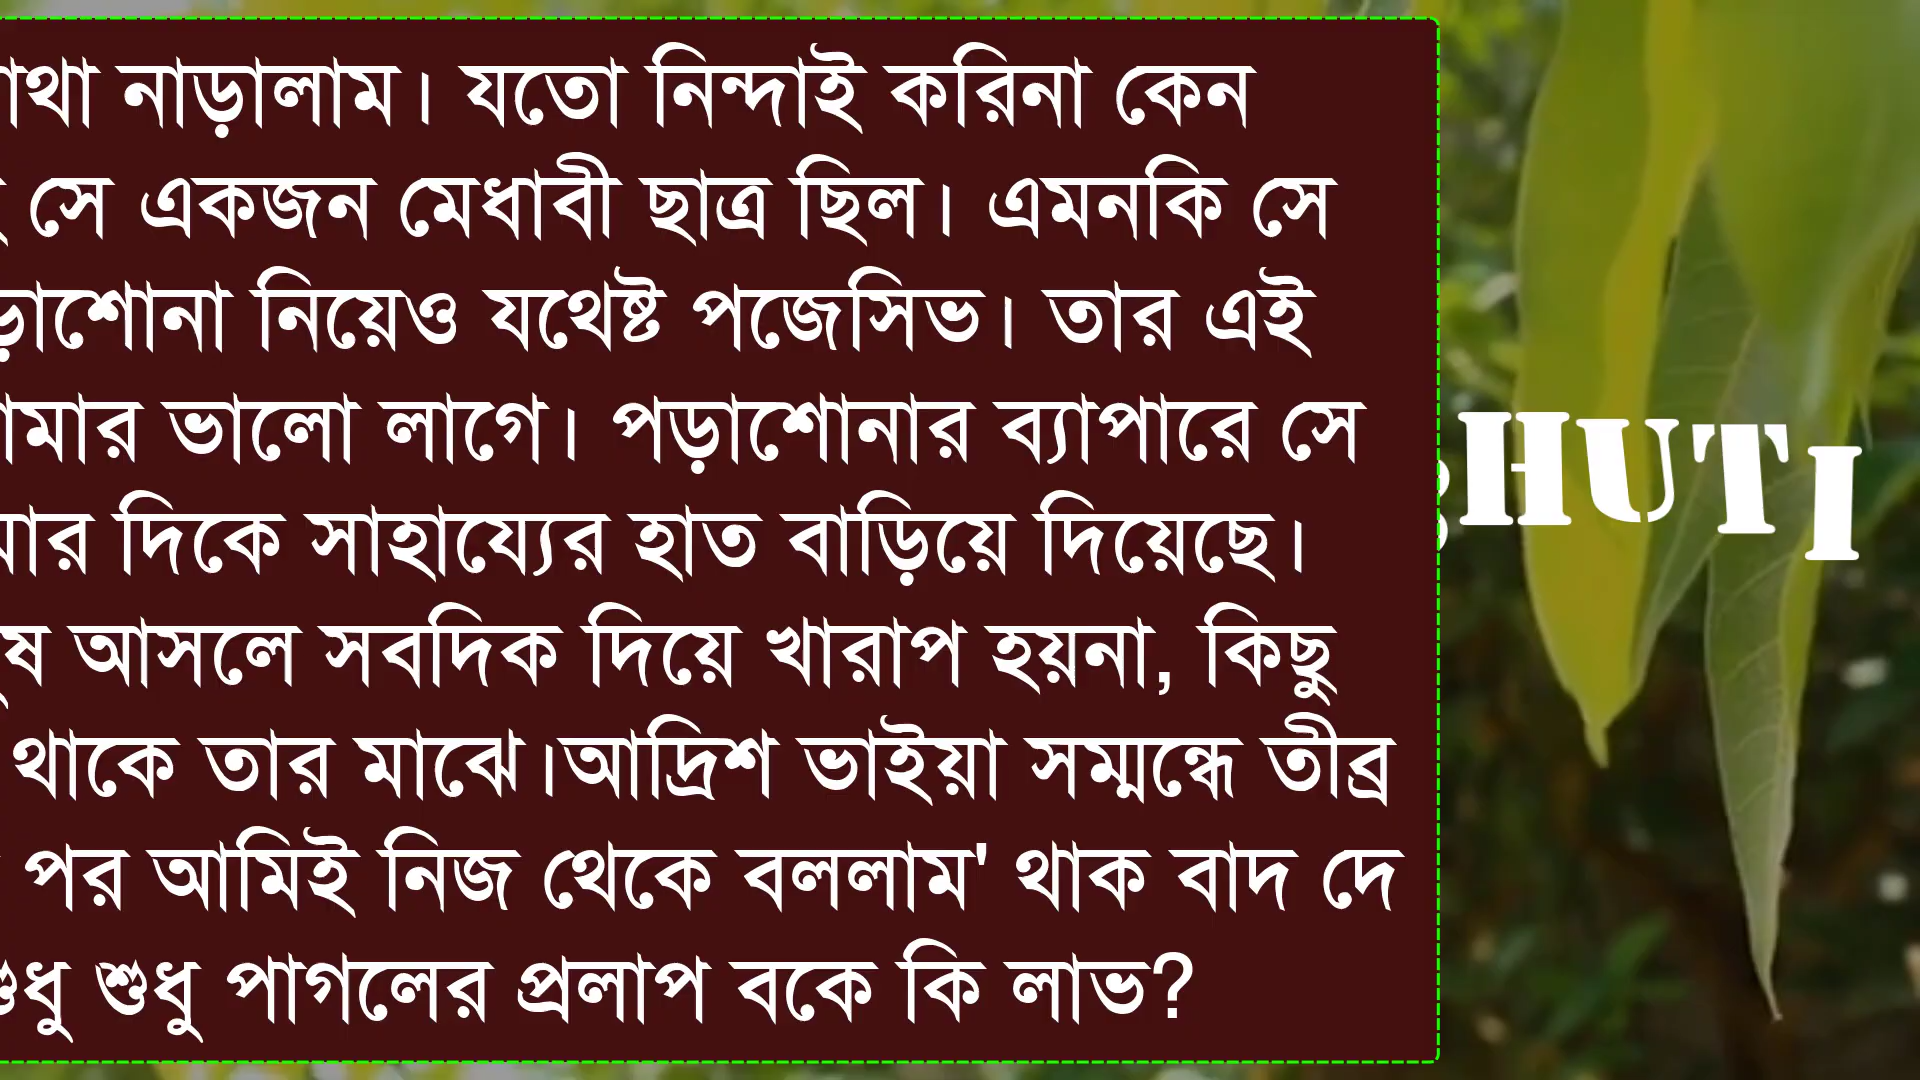 নাড়ালাম। যতো নিন্দাই করিনা কেন
সে একজন মেধাবী ছাত্র ছিল। এমনকি সে
নিয়েও যথেষ্ট পজেসিভ। তার এই
ভালো লাগে। পড়াশোনার ব্যাপারে সে
দিকে সাহায্যের হাত বাড়িয়ে দিয়েছে।
আসলে সবদিক দিয়ে খারাপ হয়না, কিছু
থাকে তার মাঝে।আদ্রিশ ভাইয়া সম্মন্ধে তীব্র
পর আমিই নিজ থেকে বললাম' থাক বাদ দে
শুধু পাগলের প্রলাপ বকে কি লাভ?